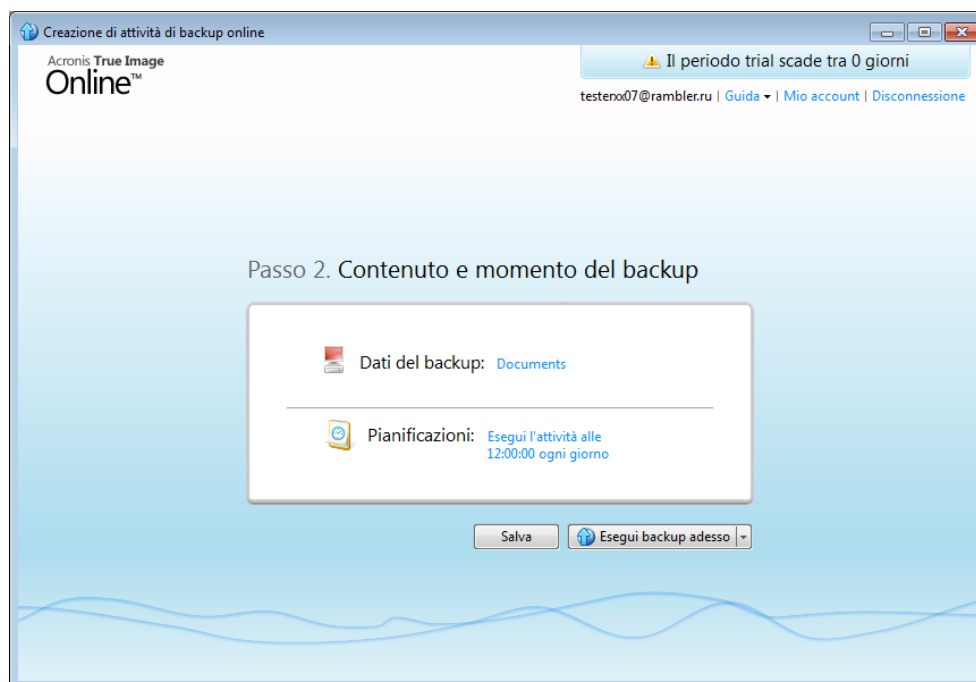 Creazione di attività di backup online
Acronis True Image
Online™
Il periodo trial scade tra 0 giorni
testerxx07@rambler.ru | Guida | Mio account | Disconnessione
Passo 2. Contenuto e momento del backup
Dati del backup: Documents
Pianificazioni: Esegui l'attività alle
12:00:00 ogni giorno
Salva
Esegui backup adesso